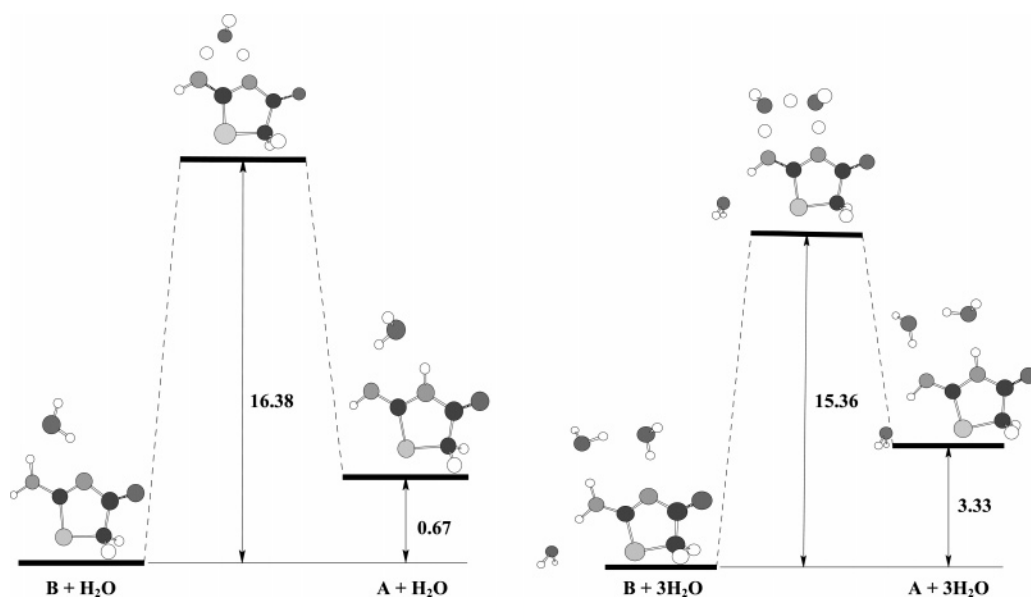 16.38
0.67
B + H₂O
A + H₂O
15.36
3.33
B + 3H₂O
A + 3H₂O